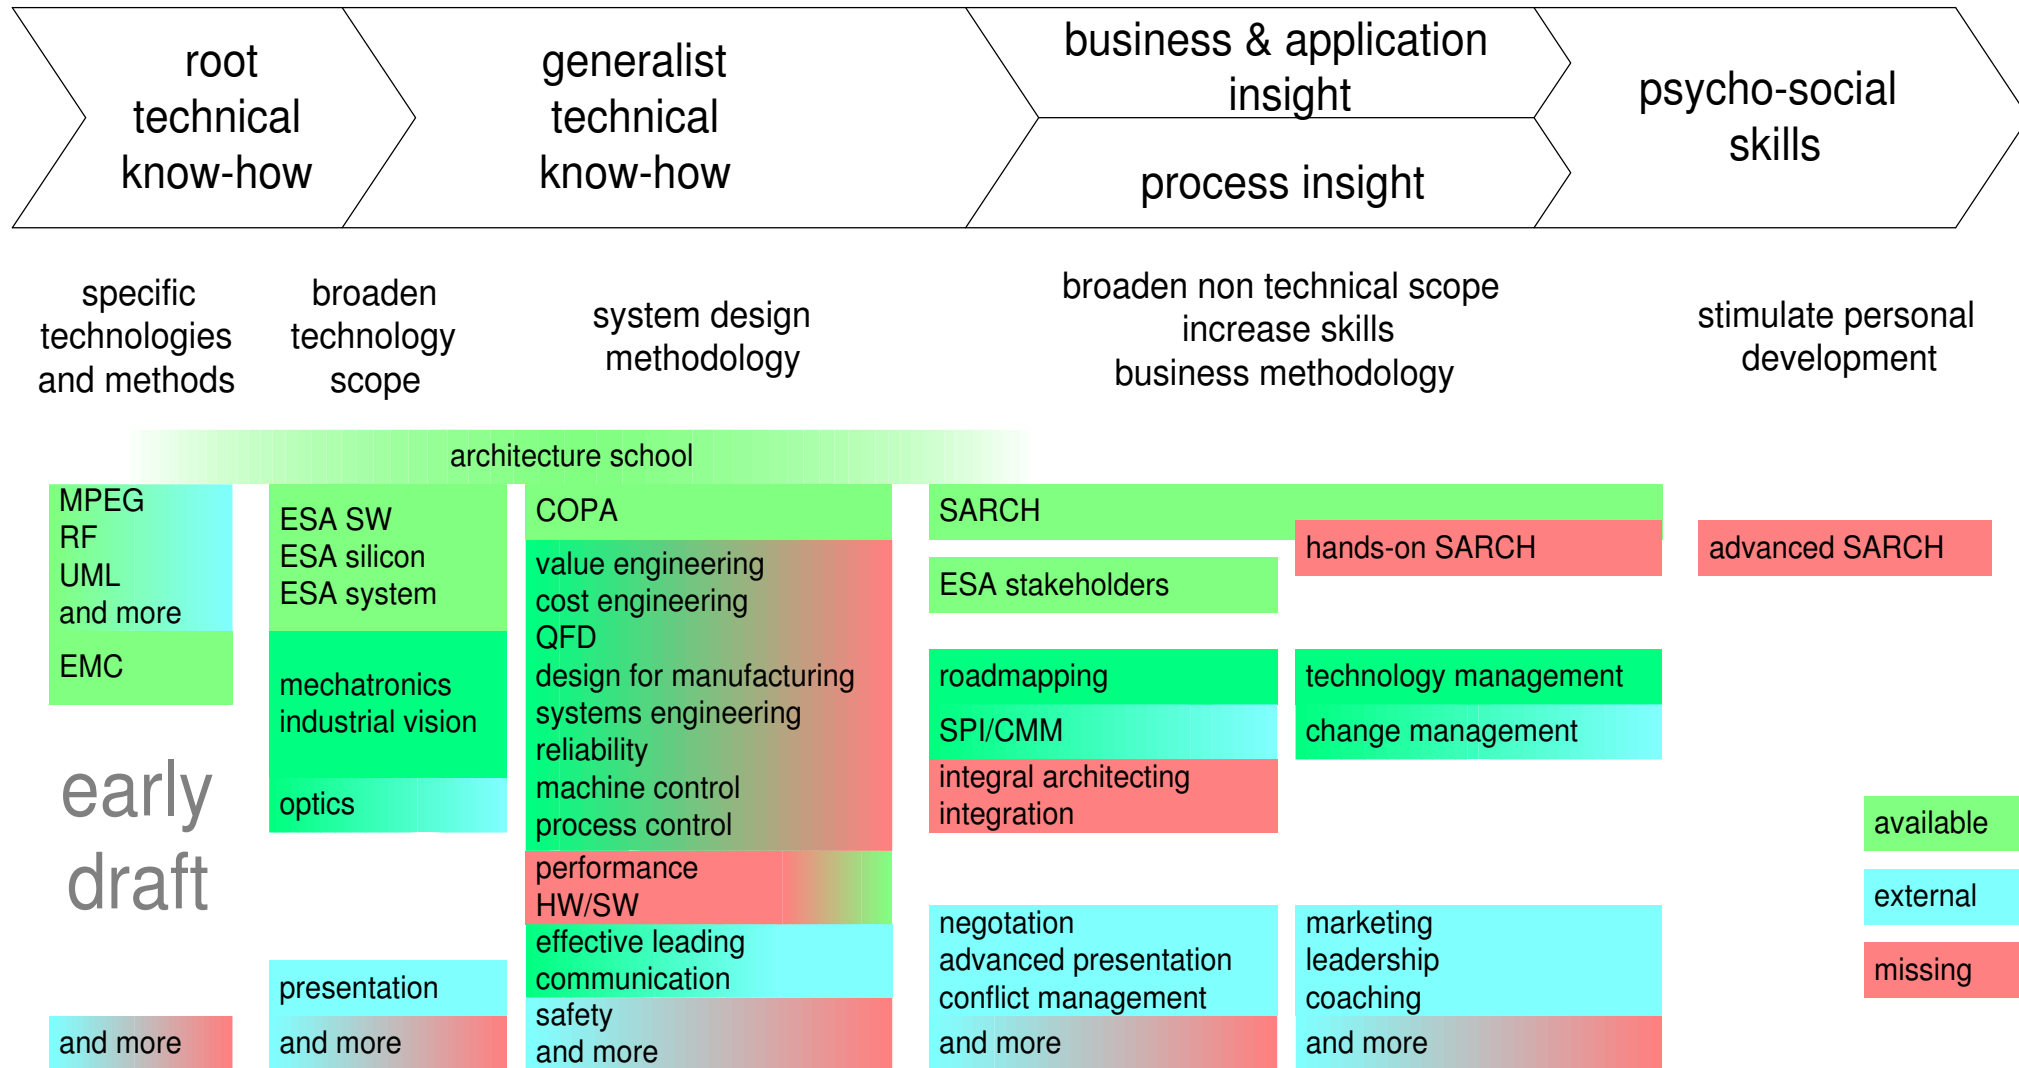 root
technical
know-how
generalist
technical
know-how
business & application
insight
process insight
psycho-social
skills
specific
technologies
and methods
broaden
technology
scope
system design
methodology
broaden non technical scope
increase skills
business methodology
stimulate personal
development
architecture school
MPEG
RF
UML
and more
EMC
early
draft
and more
ESA SW
ESA silicon
ESA system
mechatronics
industrial vision
optics
presentation
and more
COPA
value engineering
cost engineering
QFD
design for manufacturing
systems engineering
reliability
machine control
process control
performance
HW/SW
effective leading
communication
safety
and more
SARCH
ESA stakeholders
roadmapping
SPI/CMM
integral architecting
integration
negotation
advanced presentation
conflict management
and more
hands-on SARCH
technology management
change management
marketing
leadership
coaching
and more
advanced SARCH
available
external
missing